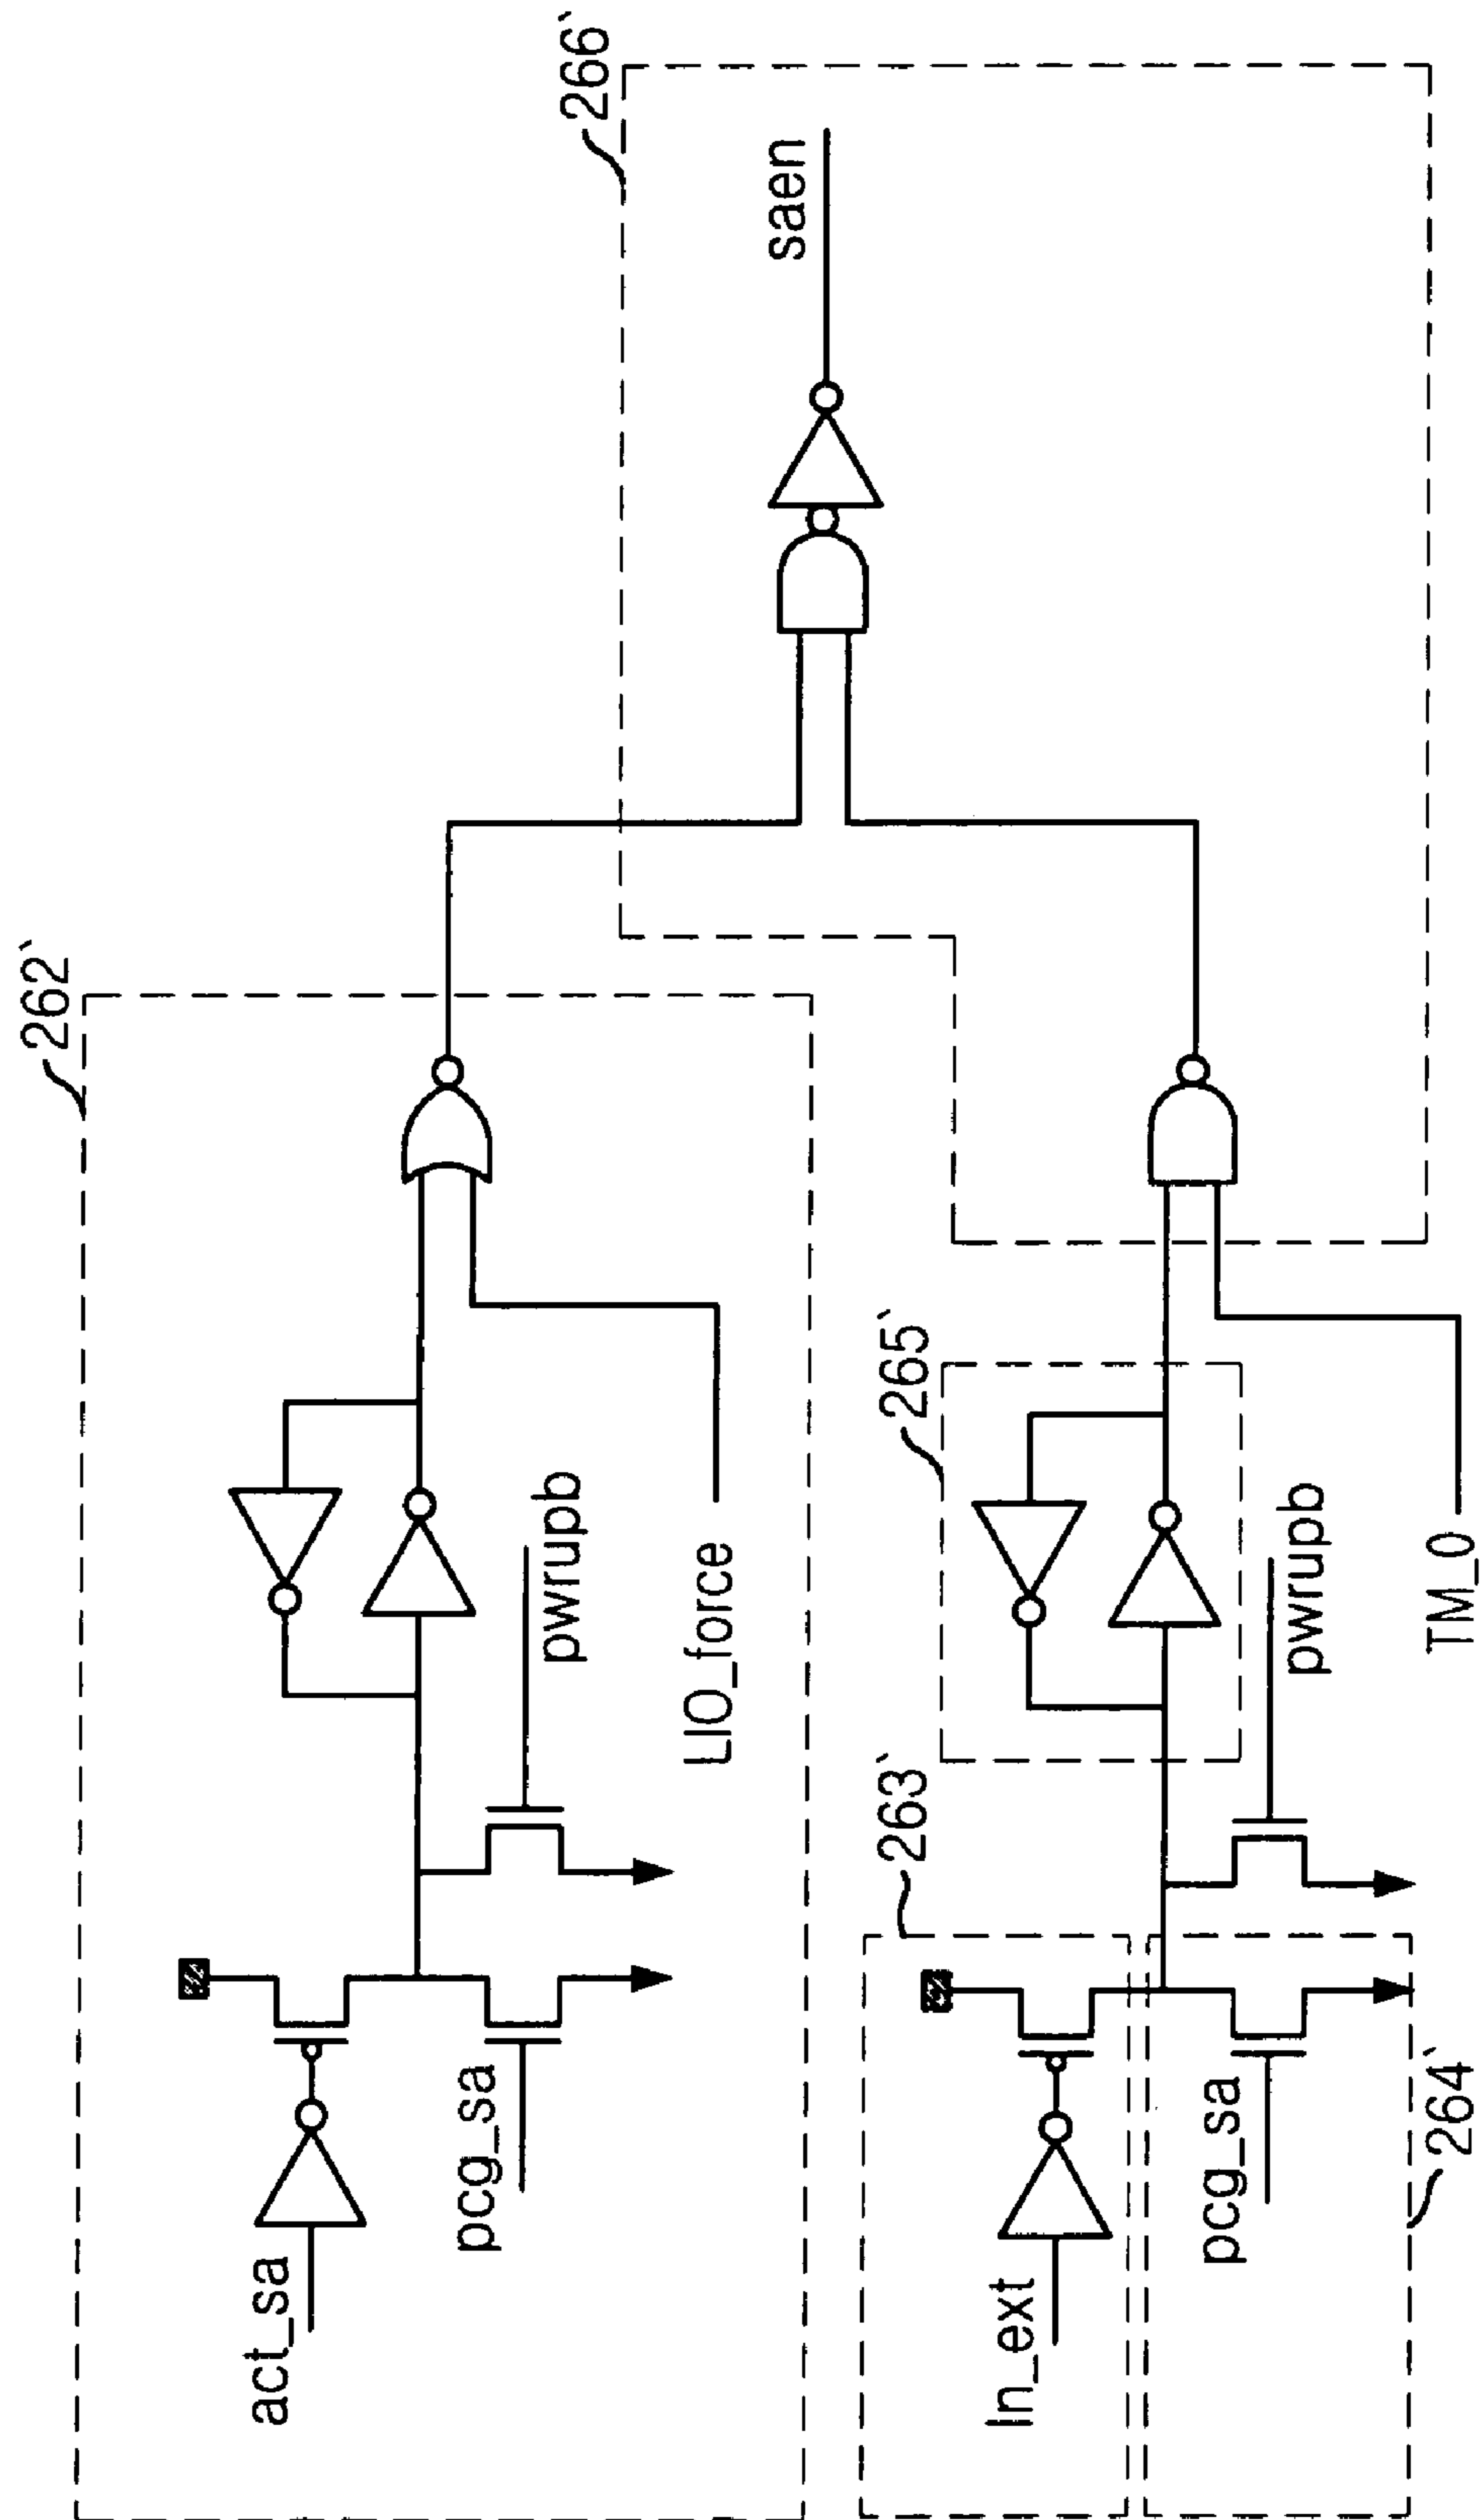 262`
act_sa
pcg_sa
pwrupb
LIO_force
266`
saen
263`
265`
In_ext
pcg_sa
264`
pwrupb
TM_0